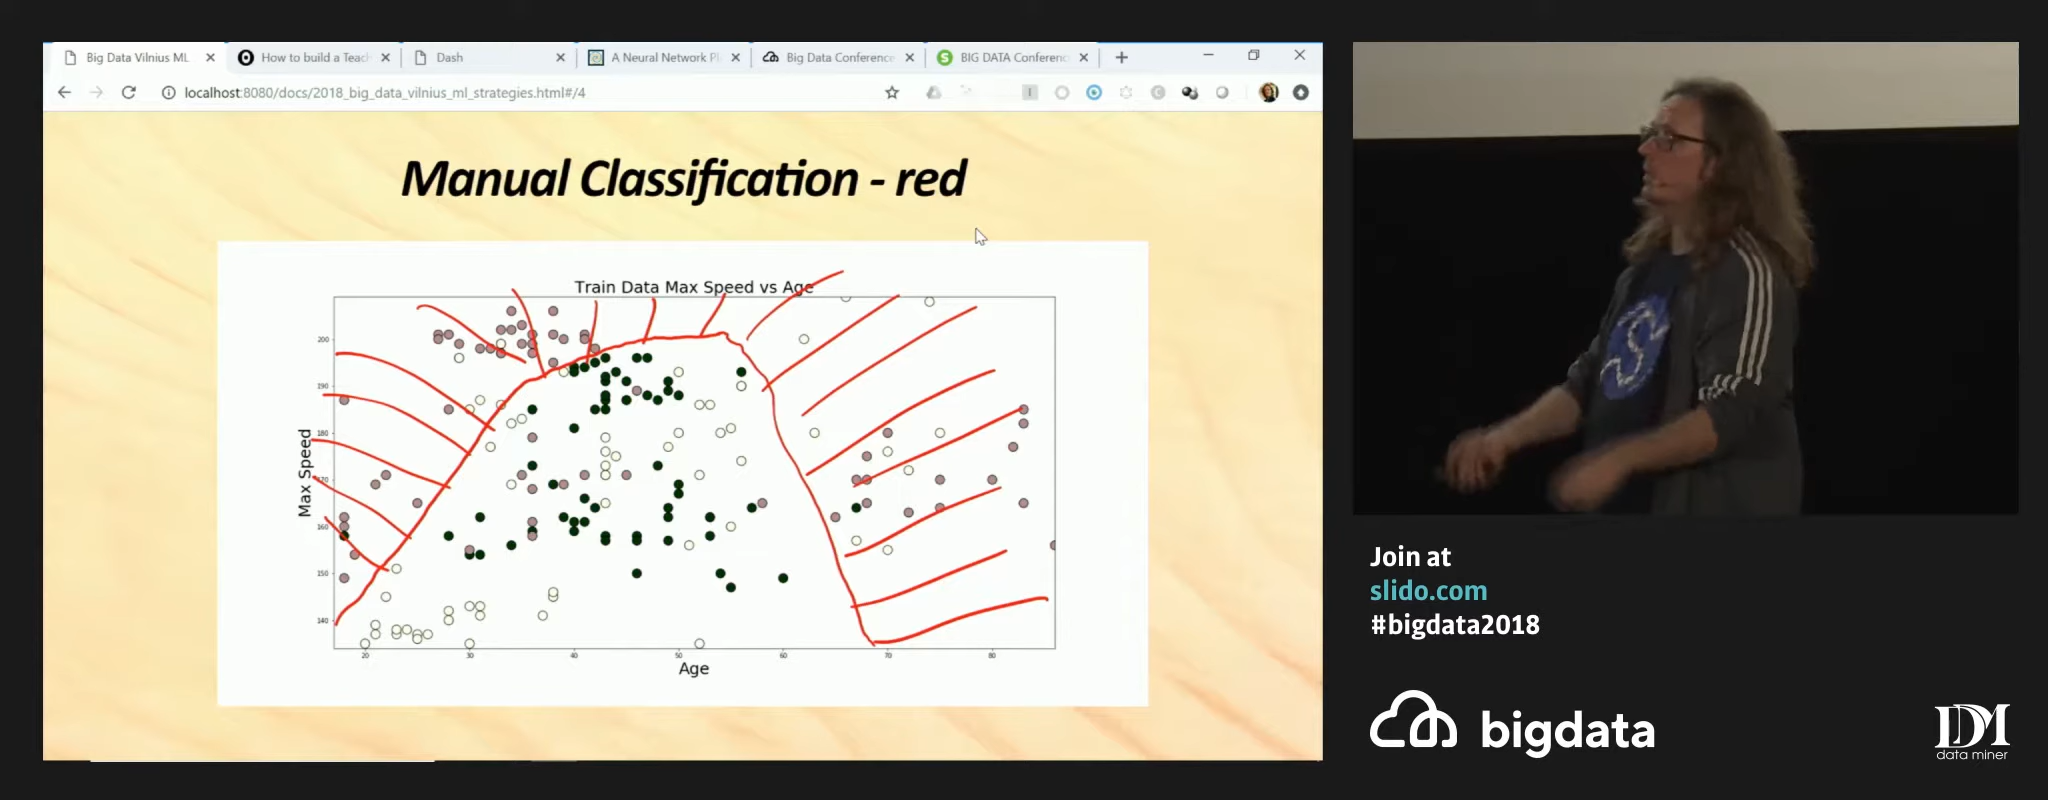 Big Data Vilnius ML
How to build a Teac
Dash
A Neural Network Pl
Big Data Conference
BIG DATA Conferenc
localhost:8080/docs/2018_big_data_vilnius_ml_strategies.html#/4
Manual Classification - red
Train Data Max Speed vs Age
Max Speed
200
190
180
170
160
150
140
20 30 40 50 60 70 80
Age
S
Join at
slido.com
#bigdata2018
bigdata
DM
data miner